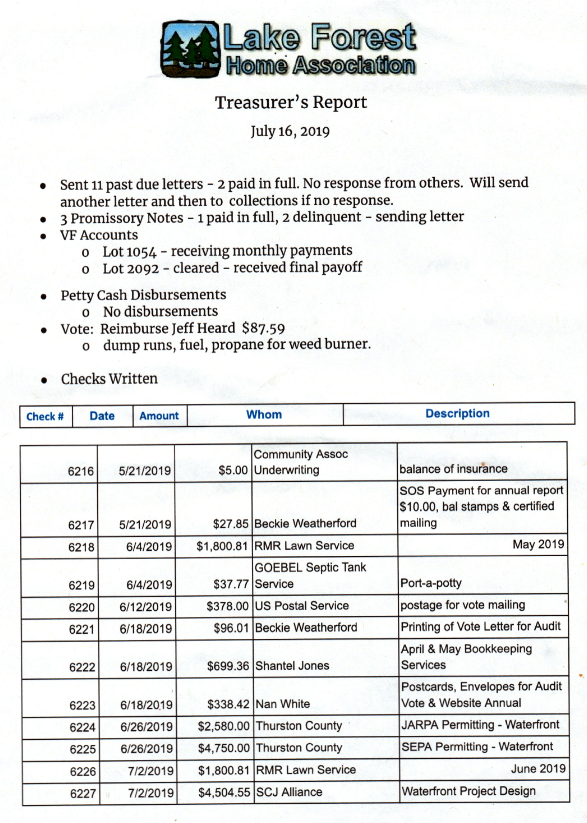 Lake Forest
Home Association
Treasurer's Report
July 16, 2019
• Sent 11 past due letters – 2 paid in full. No response from others. Will send
another letter and then to collections if no response.
• 3 Promissory Notes – 1 paid in full, 2 delinquent – sending letter
• VF Accounts
o Lot 1054 – receiving monthly payments
o Lot 2092 – cleared – received final payoff
• Petty Cash Disbursements
o No disbursements
• Vote: Reimburse Jeff Heard $87.59
o dump runs, fuel, propane for weed burner.
• Checks Written
Check # Date Amount Whom Description
6216 5/21/2019 $5.00 Community Assoc Underwriting balance of insurance
6217 5/21/2019 $27.85 Beckie Weatherford SOS Payment for annual report $10.00, bal stamps & certified mailing
6218 6/4/2019 $1,800.81 RMR Lawn Service May 2019
6219 6/4/2019 $37.77 GOEBEL Septic Tank Service Port-a-potty
6220 6/12/2019 $378.00 US Postal Service postage for vote mailing
6221 6/18/2019 $96.01 Beckie Weatherford Printing of Vote Letter for Audit
6222 6/18/2019 $699.36 Shantel Jones April & May Bookkeeping Services
6223 6/18/2019 $338.42 Nan White Postcards, Envelopes for Audit Vote & Website Annual
6224 6/26/2019 $2,580.00 Thurston County JARPA Permitting - Waterfront
6225 6/26/2019 $4,750.00 Thurston County SEPA Permitting - Waterfront
6226 7/2/2019 $1,800.81 RMR Lawn Service June 2019
6227 7/2/2019 $4,504.55 SCJ Alliance Waterfront Project Design